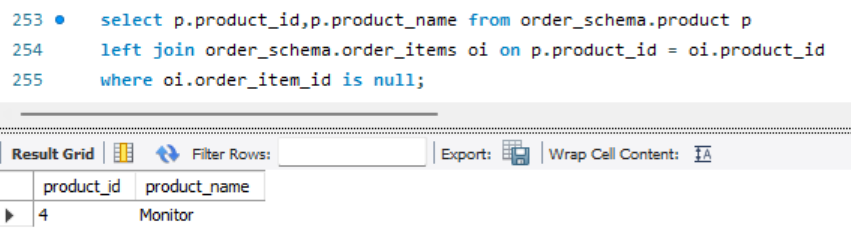 253 select p.product_id,p.product_name from order_schema.product p
254 left join order_schema.order_items oi on p.product_id = oi.product_id
255 where oi.order_item_id is null;
Result Grid Filter Rows: Export: Wrap Cell Content: IA
product_id product_name
4 Monitor